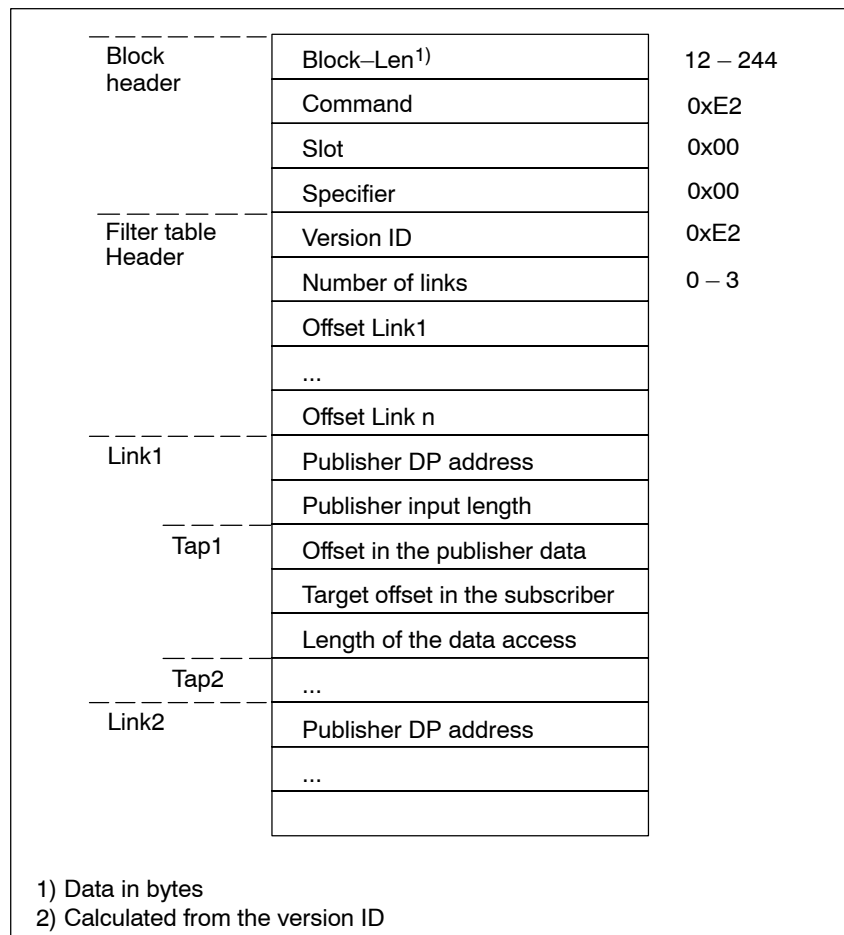 Block header
Block–Len1) 12 – 244
Command 0xE2
Slot 0x00
Specifier 0x00
Filter table Header
Version ID 0xE2
Number of links 0 – 3
Offset Link1
...
Offset Link n
Link1
Publisher DP address
Publisher input length
Tap1
Offset in the publisher data
Target offset in the subscriber
Length of the data access
Tap2
...
Link2
Publisher DP address
...
1) Data in bytes
2) Calculated from the version ID